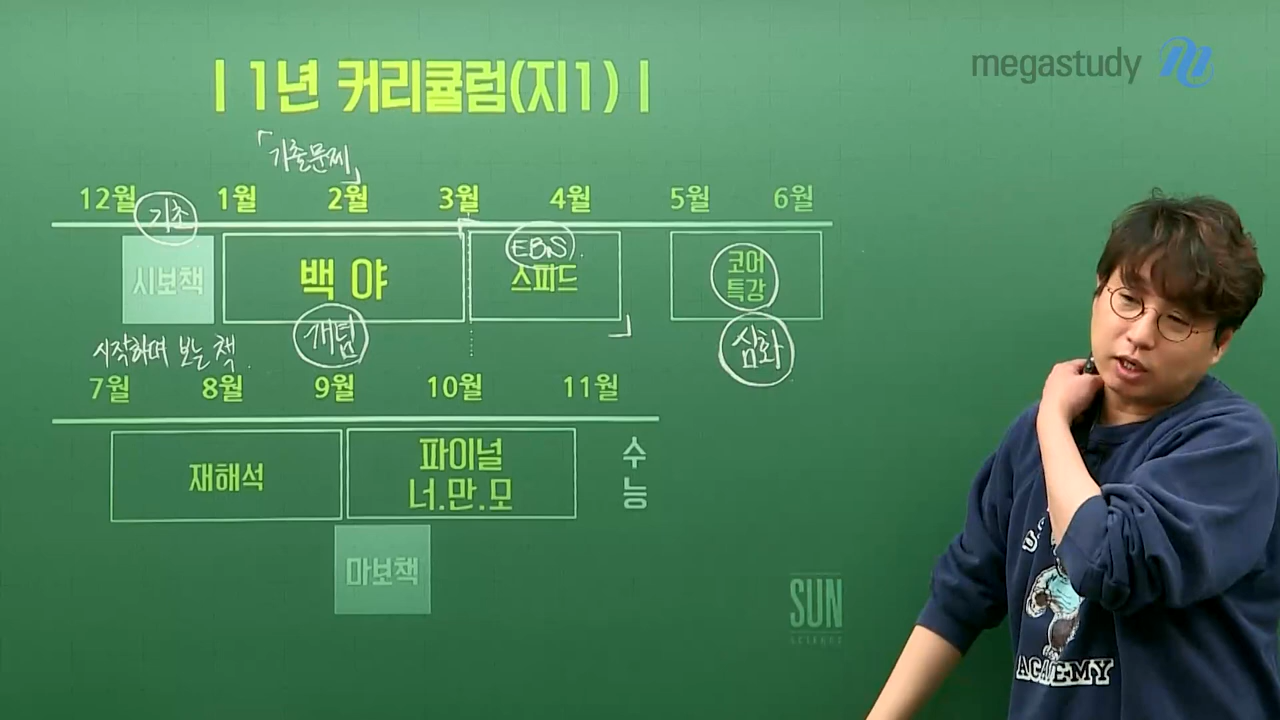 megastudy
| 1년 커리큘럼(지1) |
「기출문제」
12월 기초 1월 2월 3월 4월 5월 6월
시보책 백 야 EBS 스피드 코어
특강
시작하며 보는 책. 개념 심화
7월 8월 9월 10월 11월
재해석 파이널 수
너.만.모 능
마보책
SUN
SCIENCE
ACADEMY